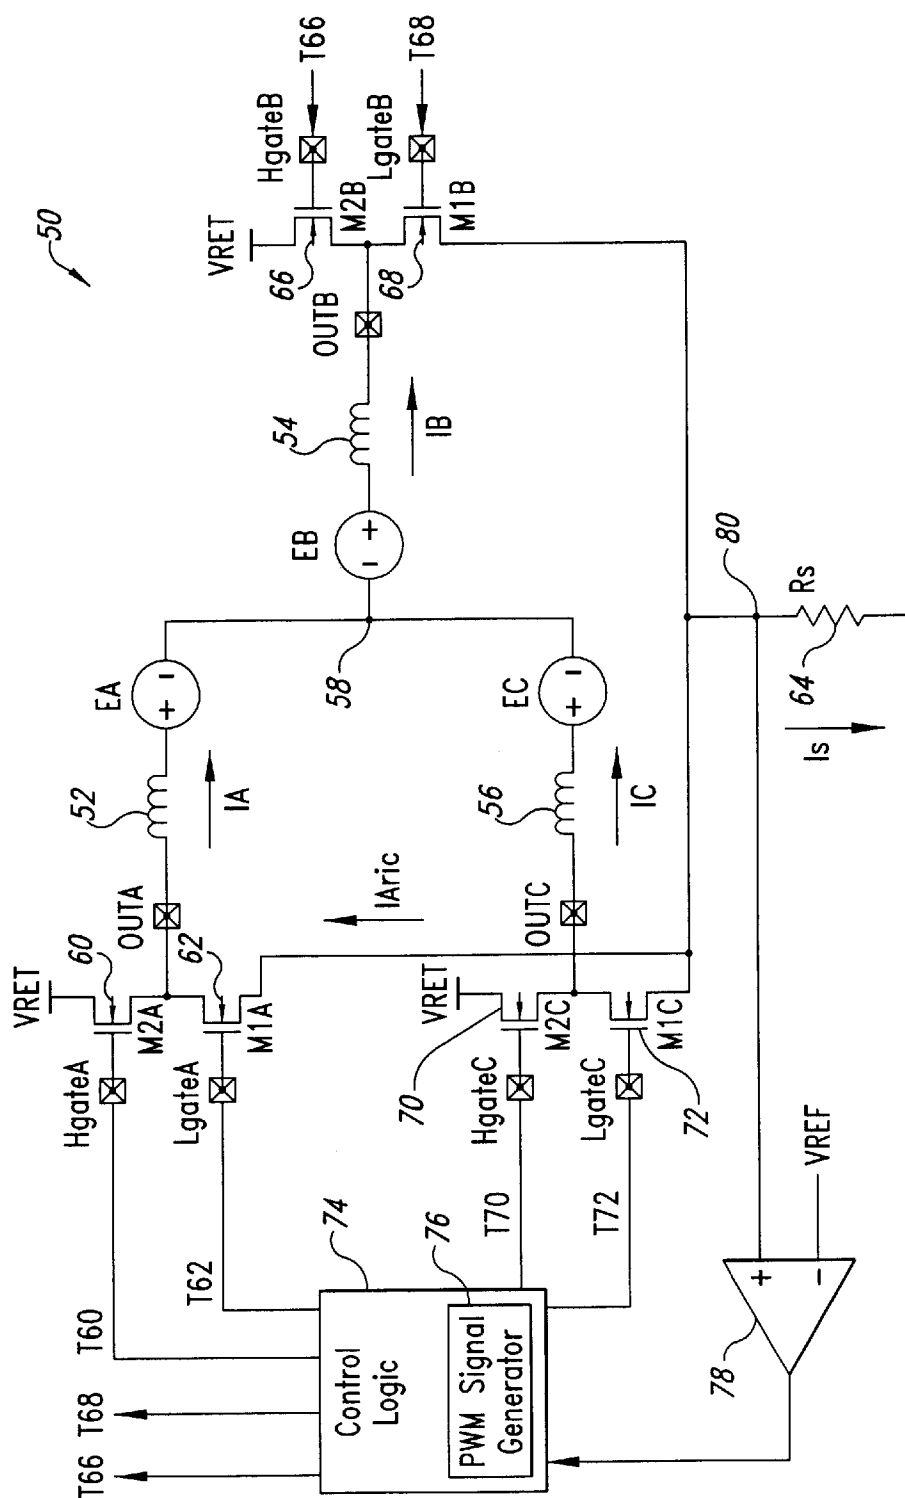 50
VRET
HgateB
T66
66
M2B
OUTB
LgateB
T68
68
M1B
54
IB
EB
EA
58
52
IA
EC
56
IC
80
Rs
64
Is
IAric
OUTA
60
VRET
M2A
HgateA
62
M1A
LgateA
OUTC
VRET
70
M2C
HgateC
M1C
72
LgateC
T60
T62
T70
T72
T68
T66
74
Control
Logic
76
PWM Signal
Generator
78
+
−
VREF
+
−
+
−
+
−